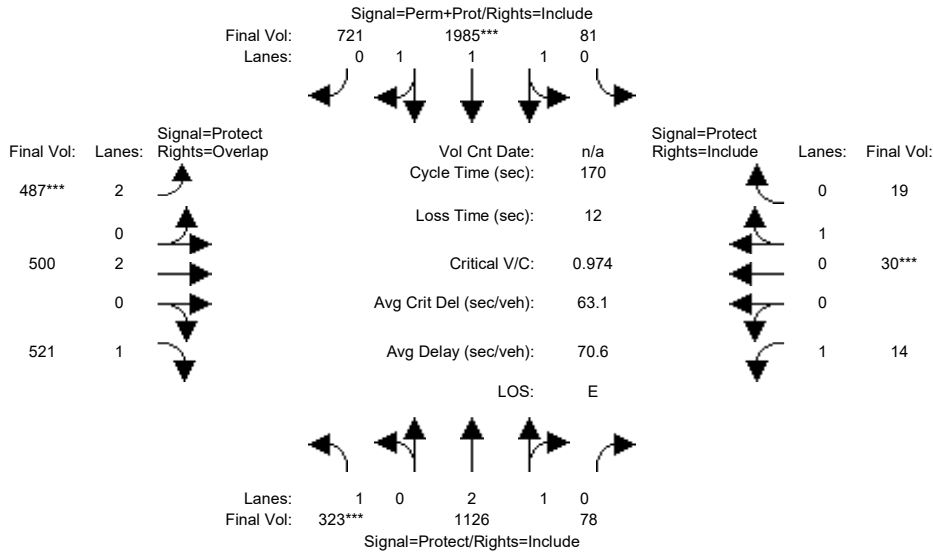 Signal=Perm+Prot/Rights=Include
Final Vol: 721 1985*** 81
Lanes: 0 1 1 1 0
Signal=Protect Signal=Protect
Final Vol: Lanes: Rights=Overlap Vol Cnt Date: n/a Rights=Include Lanes: Final Vol:
Cycle Time (sec): 170
487*** 2 0 19
Loss Time (sec): 12
0 1
500 2 Critical V/C: 0.974 0 30***
0 Avg Crit Del (sec/veh): 63.1 0
521 1 Avg Delay (sec/veh): 70.6 1 14
LOS: E
Lanes: 1 0 2 1 0
Final Vol: 323*** 1126 78
Signal=Protect/Rights=Include